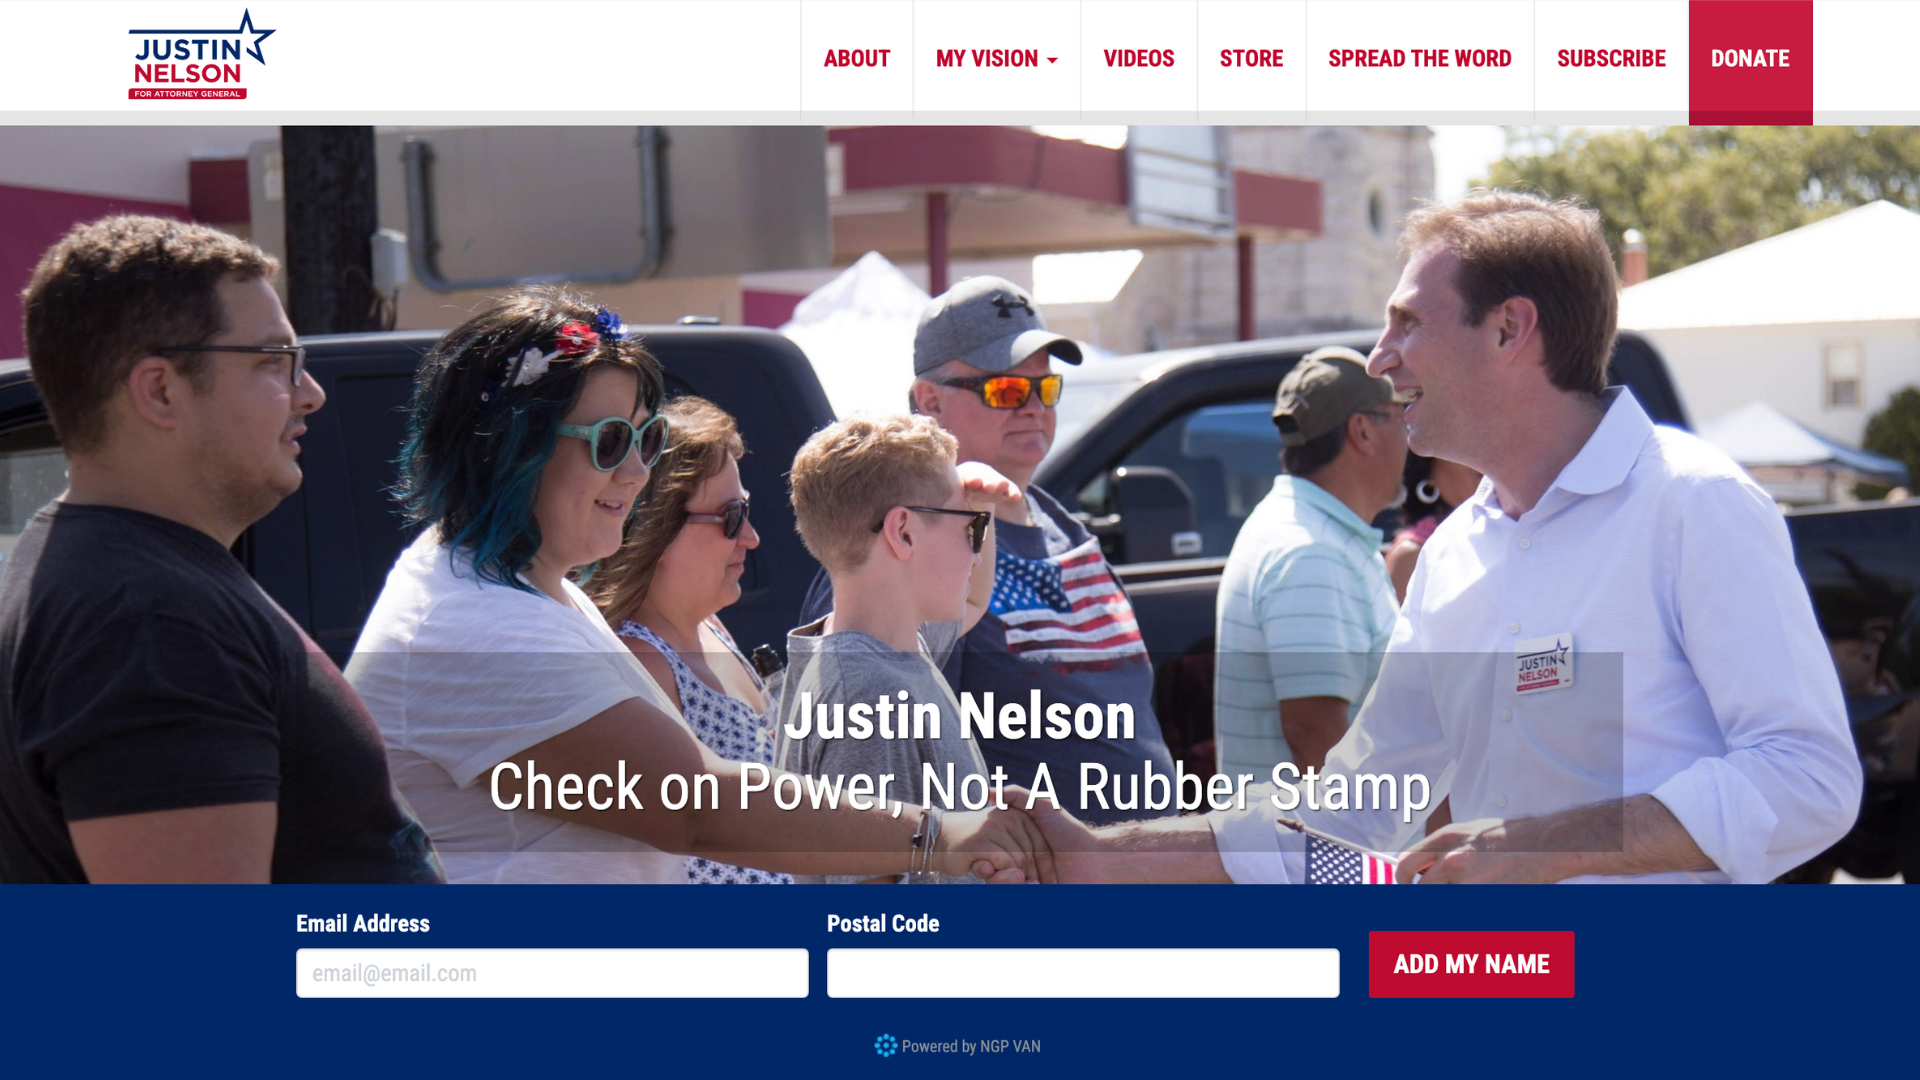 JUSTIN
NELSON
FOR ATTORNEY GENERAL
ABOUT
MY VISION
VIDEOS
STORE
SPREAD THE WORD
SUBSCRIBE
DONATE
JUSTIN
NELSON
Justin Nelson
Check on Power, Not A Rubber Stamp
Email Address
Postal Code
email@email.com
ADD MY NAME
Powered by NGP VAN